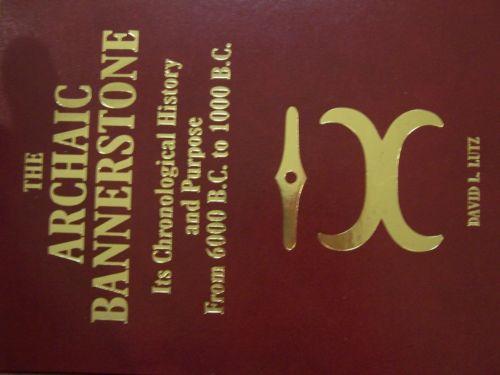 THE
ARCHAIC
BANNERSTONE
Its Chronological History
and Purpose
From 6000 B.C. to 1000 B.C.
DAVID L. LUTZ